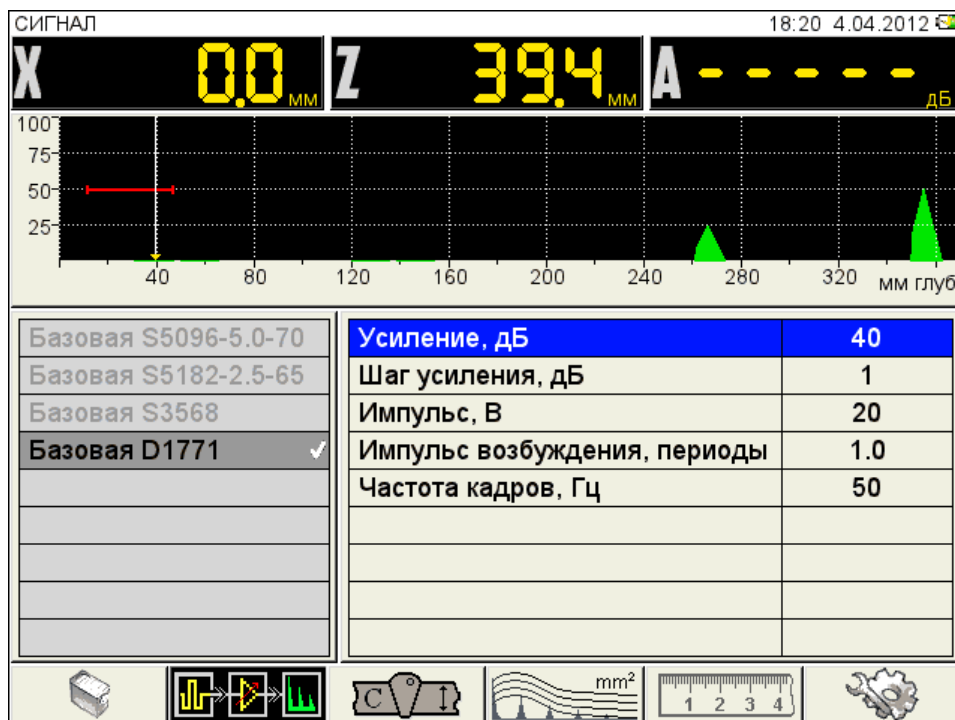 СИГНАЛ 18:20 4.04.2012
X 0.0 мм Z 39.4 мм A - - - - - дБ
100
75
50
25
40 80 120 160 200 240 280 320 мм глуб
Базовая S5096-5.0-70
Базовая S5182-2.5-65
Базовая S3568
Базовая D1771
Усиление, дБ 40
Шаг усиления, дБ 1
Импульс, В 20
Импульс возбуждения, периоды 1.0
Частота кадров, Гц 50
C mm² 1 2 3 4